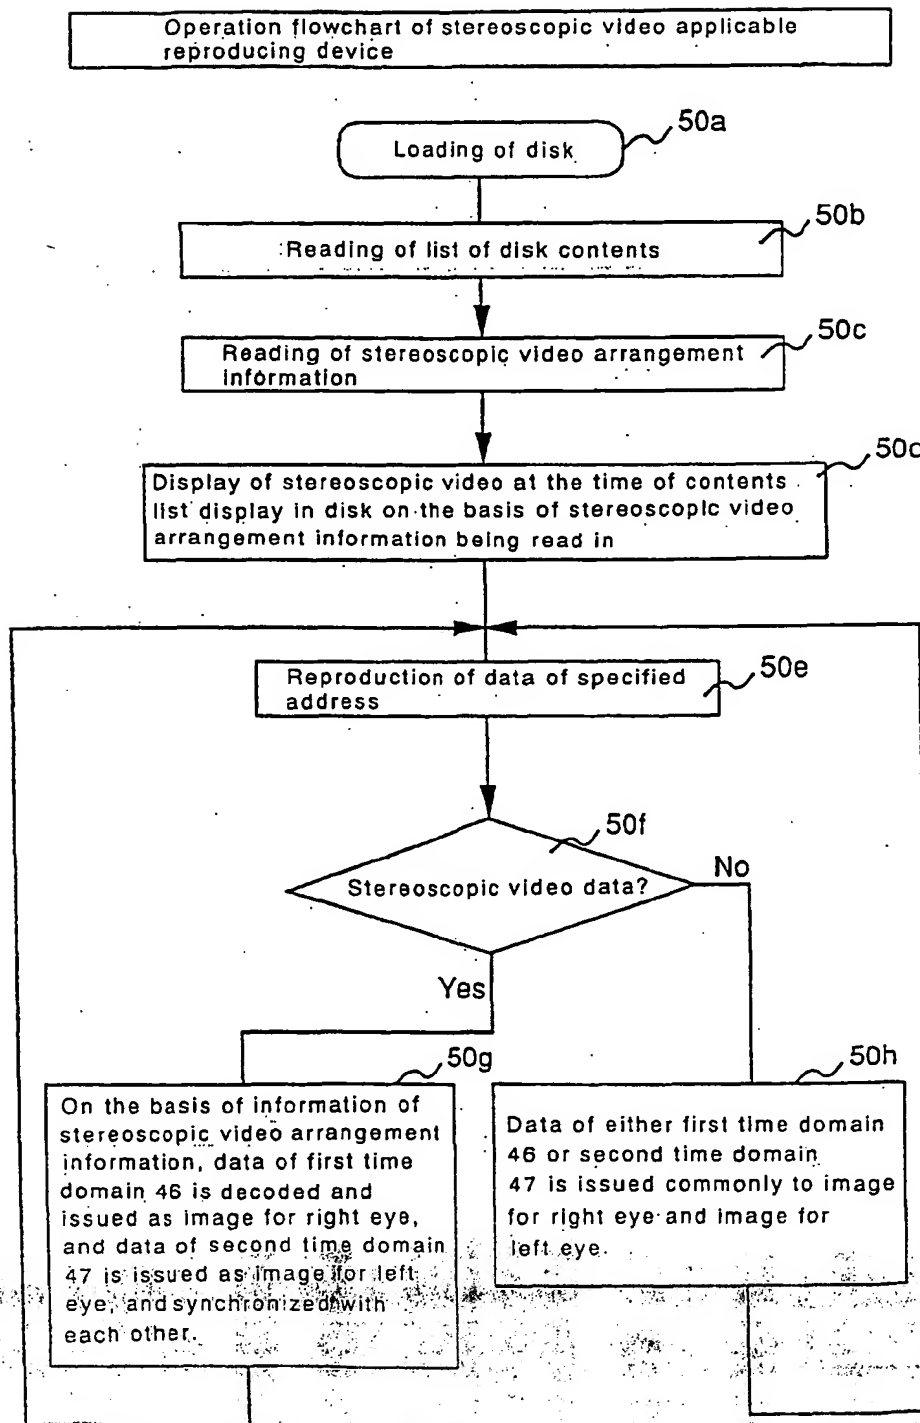 Operation flowchart of stereoscopic video applicable
reproducing device
50a
Loading of disk
50b
Reading of list of disk contents
50c
Reading of stereoscopic video arrangement
information
Display of stereoscopic video at the time of contents
list display in disk on the basis of stereoscopic video
arrangement information being read in
50e
Reproduction of data of specified
address
50f
Stereoscopic video data?
No
Yes
50g
On the basis of information of
stereoscopic video arrangement
information, data of first time
domain 46 is decoded and
issued as image for right eye,
and data of second time domain
47 is issued as image for left
eye, and synchronized with
each other.
50h
Data of either first time domain
46 or second time domain
47 is issued commonly to image
for right eye and image for
left eye.